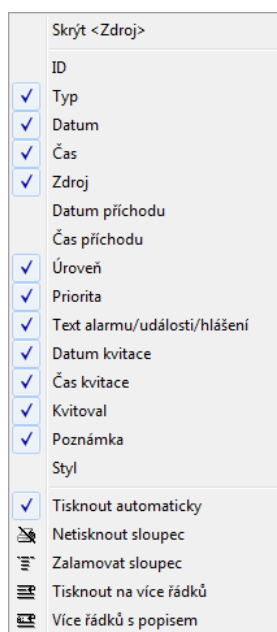 Skrýt <Zdroj>
ID
Typ
Datum
Čas
Zdroj
Datum příchodu
Čas příchodu
Úroveň
Priorita
Text alarmu/události/hlášení
Datum kvitace
Čas kvitace
Kvitoval
Poznámka
Styl
Tisknout automaticky
Netisknout sloupec
Zalamovat sloupec
Tisknout na více řádků
Více řádků s popisem